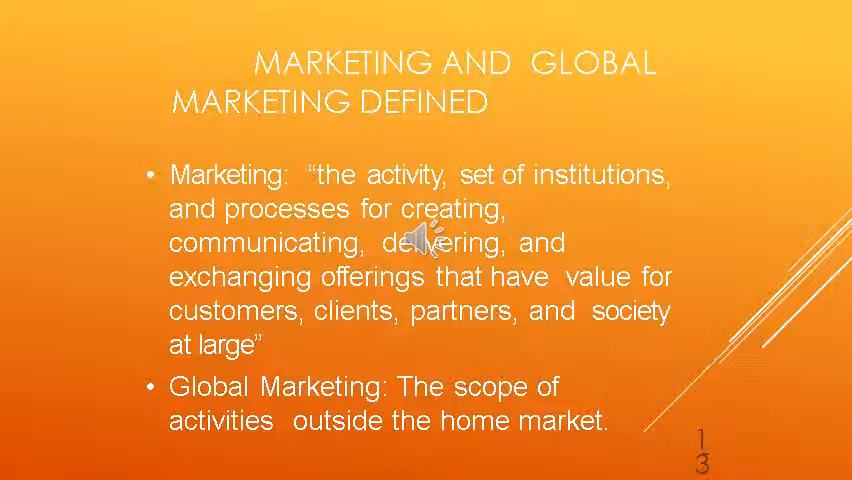 MARKETING AND GLOBAL
MARKETING DEFINED
• Marketing: “the activity, set of institutions,
and processes for creating,
communicating, delivering, and
exchanging offerings that have value for
customers, clients, partners, and society
at large”
• Global Marketing: The scope of
activities outside the home market.
1
3